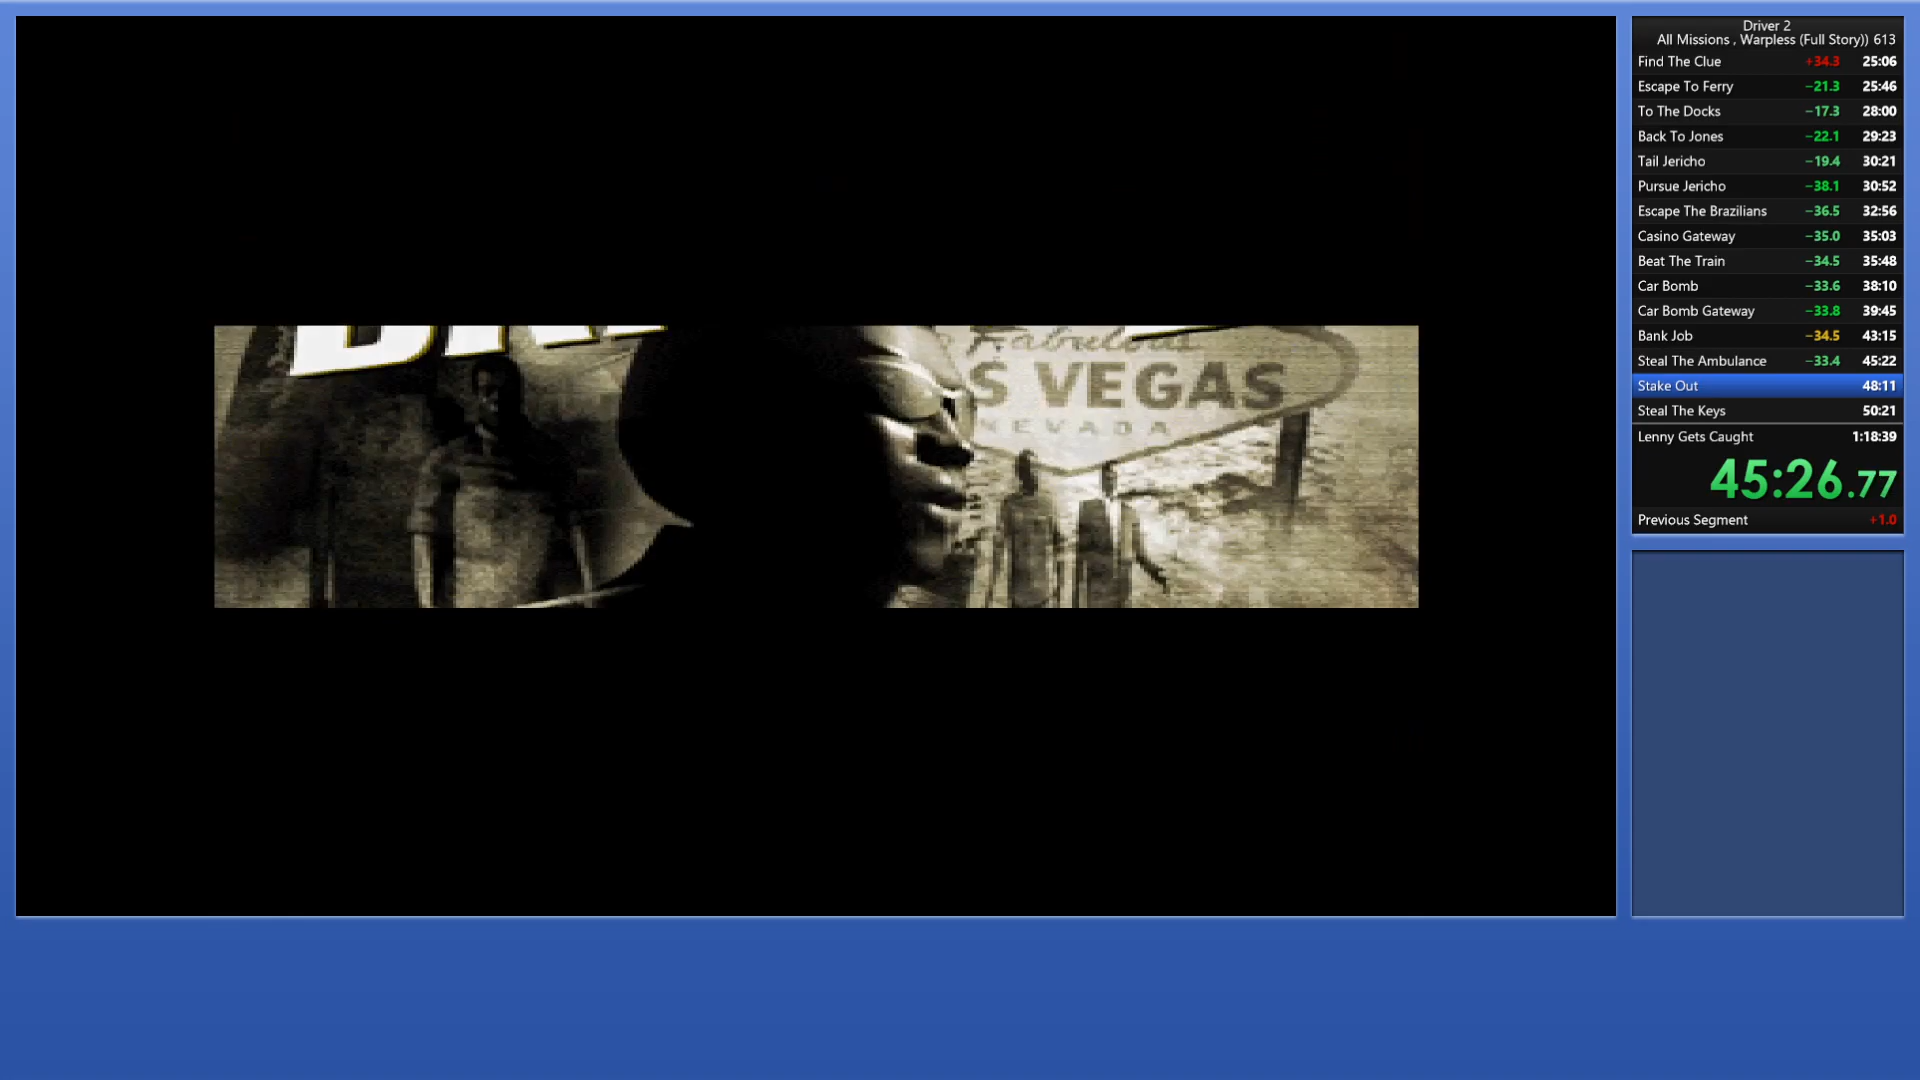 Fabulous
S VEGAS
NEVADA
Driver 2
All Missions , Warpless (Full Story)) 613
Find The Clue +34.3 25:06
Escape To Ferry −21.3 25:46
To The Docks −17.3 28:00
Back To Jones −22.1 29:23
Tail Jericho −19.4 30:21
Pursue Jericho −38.1 30:52
Escape The Brazilians −36.5 32:56
Casino Gateway −35.0 35:03
Beat The Train −34.5 35:48
Car Bomb −33.6 38:10
Car Bomb Gateway −33.8 39:45
Bank Job −34.5 43:15
Steal The Ambulance −33.4 45:22
Stake Out 48:11
Steal The Keys 50:21
Lenny Gets Caught 1:18:39
45:26.77
Previous Segment +1.0